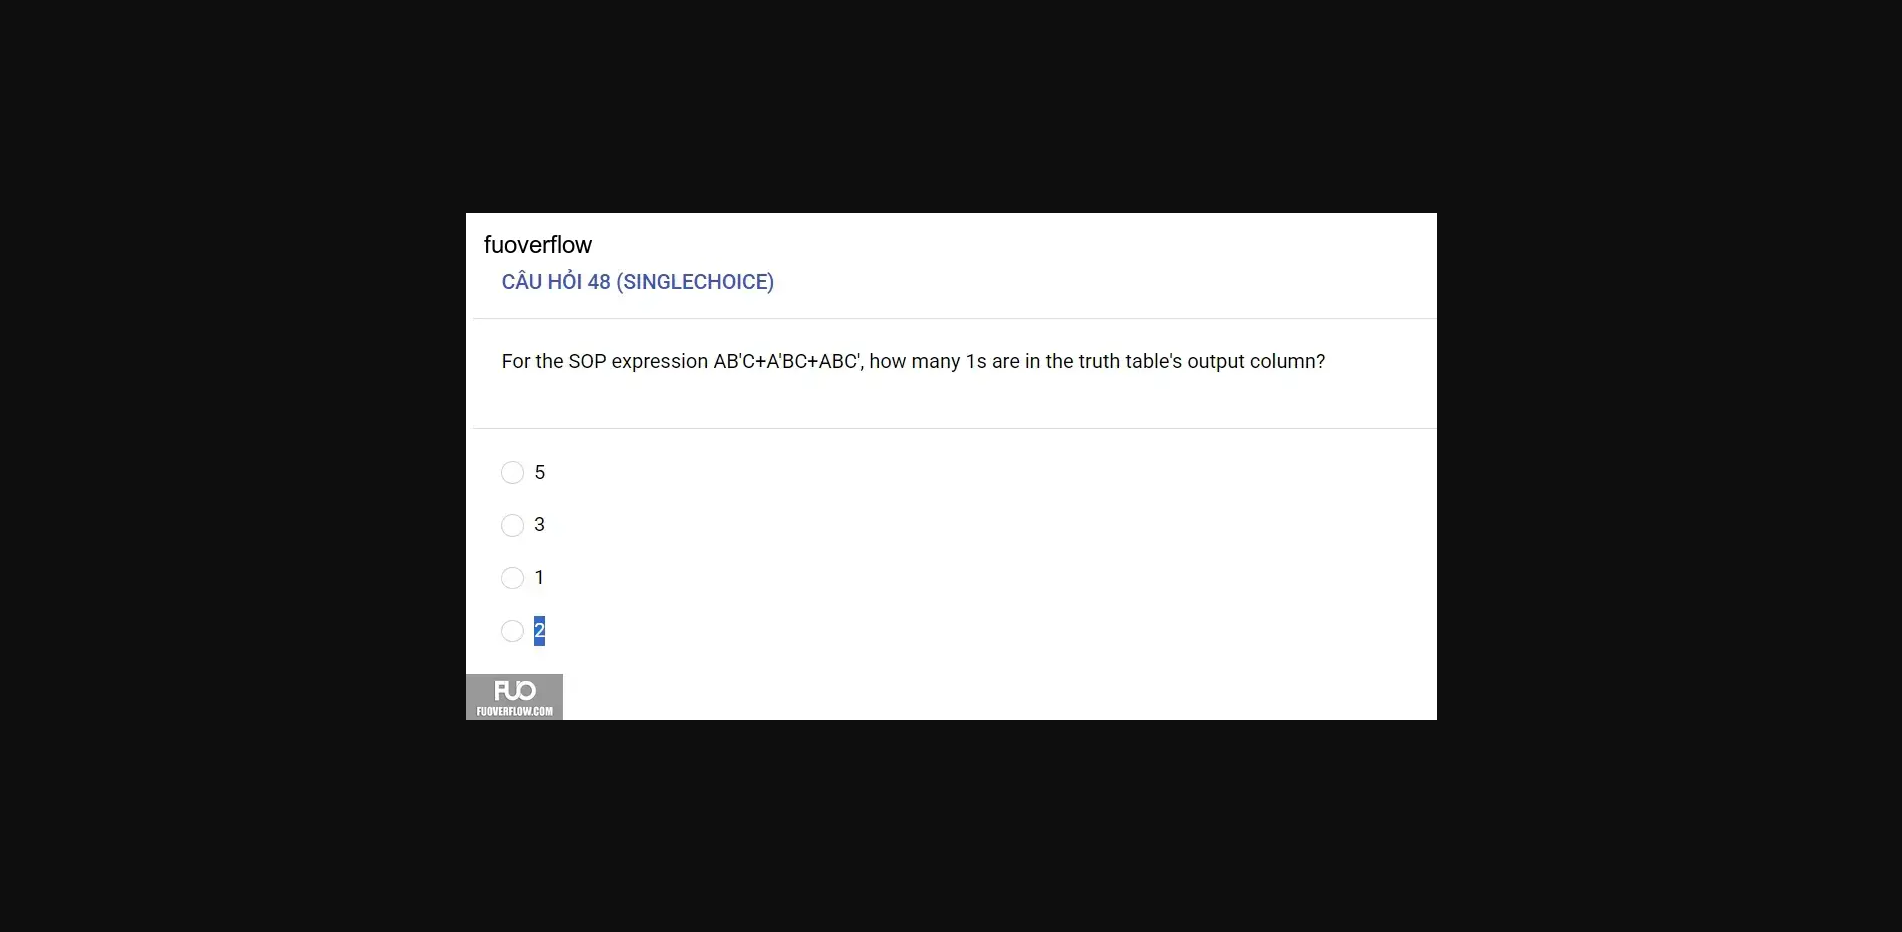 fuoverflow
CÂU HỎI 48 (SINGLECHOICE)
For the SOP expression AB'C+A'BC+ABC', how many 1s are in the truth table's output column?
5
3
1
2
FUO
FUOVERFLOW.COM